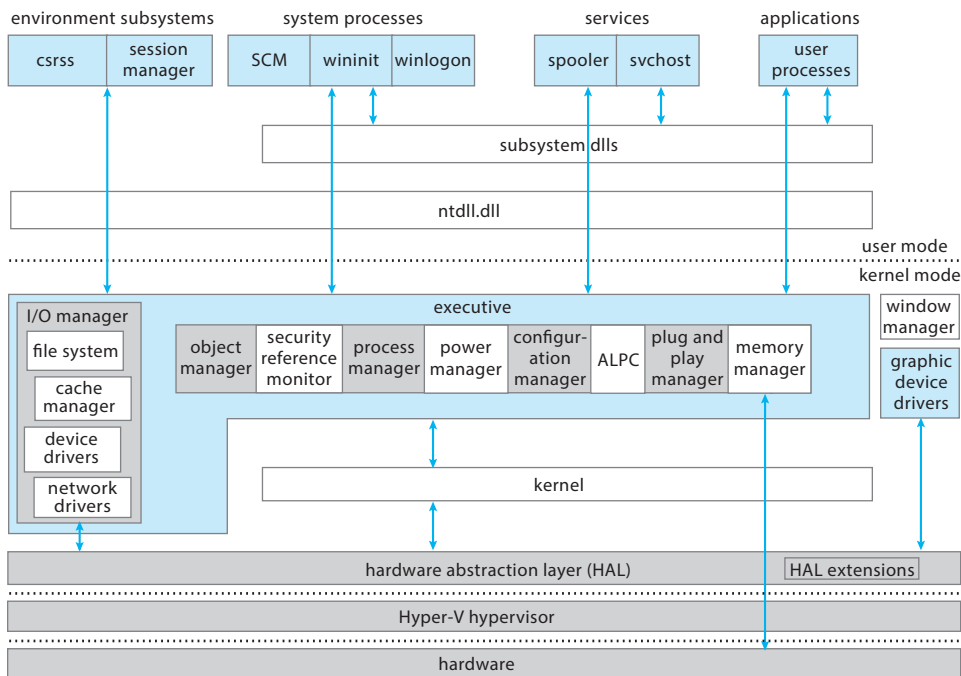 environment subsystems
system processes
services
applications
csrss
session
manager
SCM
wininit
winlogon
spooler
svchost
user
processes
subsystem dlls
ntdll.dll
user mode
kernel mode
executive
I/O manager
file system
cache
manager
device
drivers
network
drivers
object
manager
security
reference
monitor
process
manager
power
manager
configur-
ation
manager
ALPC
plug and
play
manager
memory
manager
window
manager
graphic
device
drivers
kernel
hardware abstraction layer (HAL)
HAL extensions
Hyper-V hypervisor
hardware